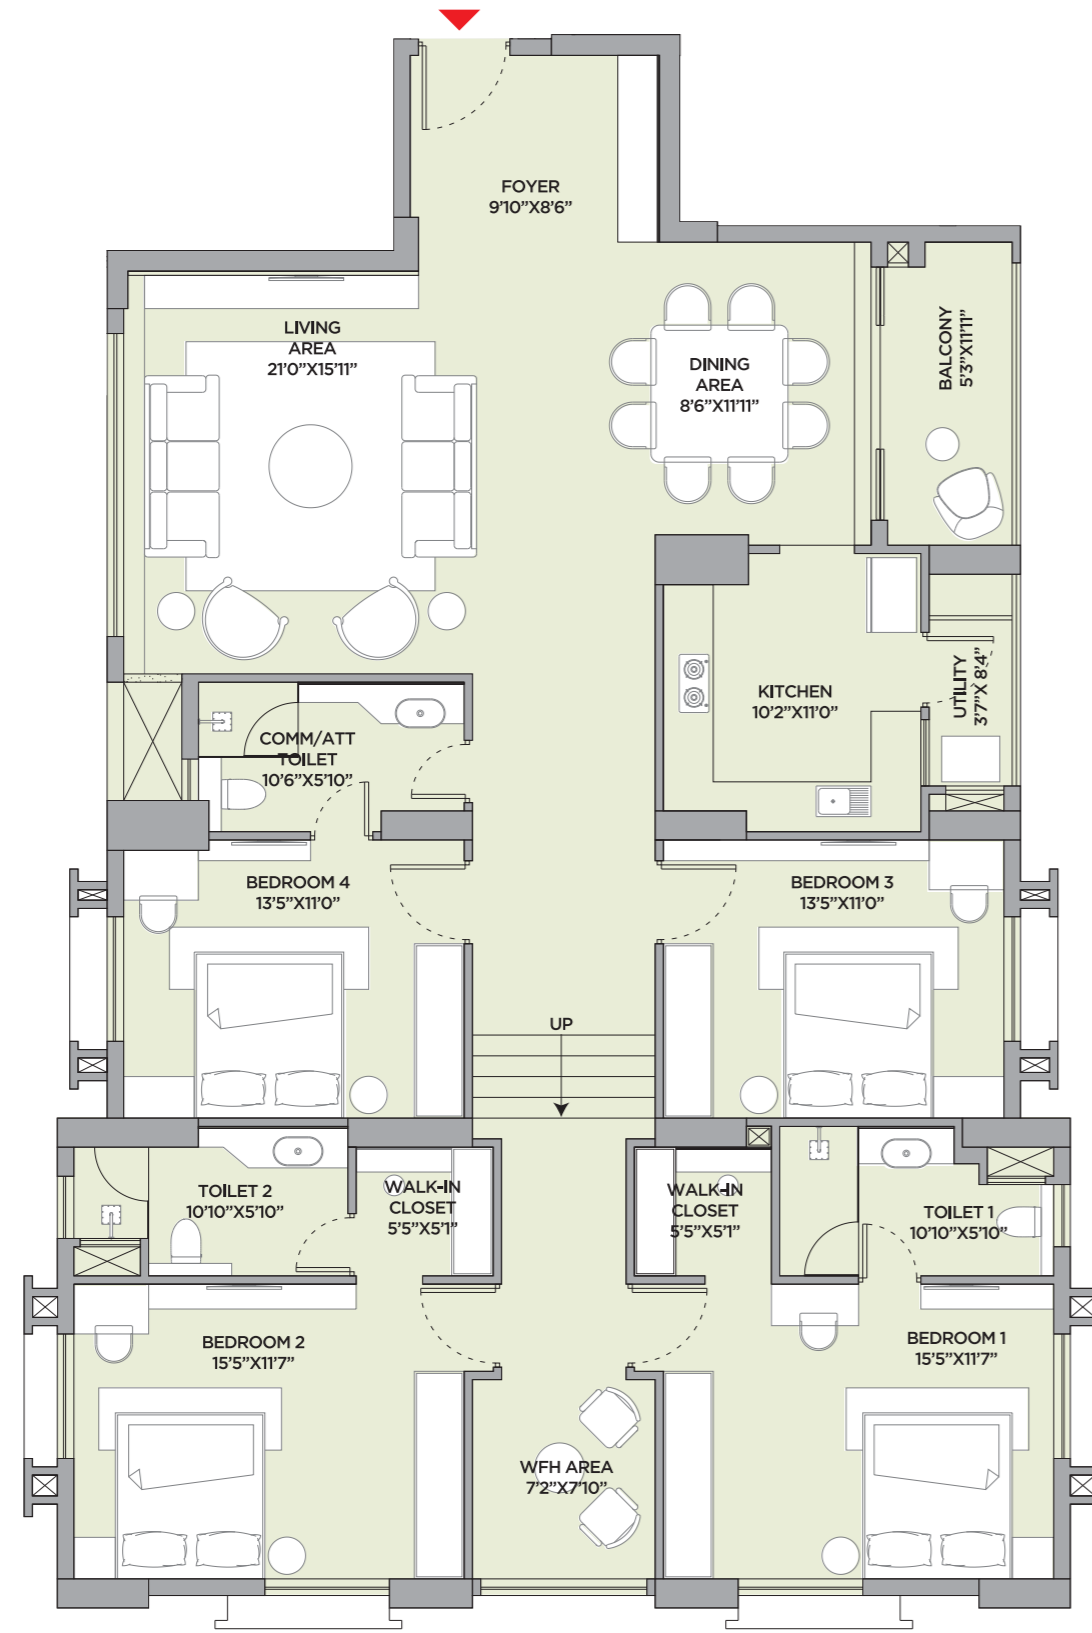 FOYER
9’10”X8’6”
LIVING
AREA
21’0”X15’11”
DINING
AREA
8’6”X11’11”
BALCONY
5’3”X11’11”
KITCHEN
10’2”X11’0”
UTILITY
3’7”X 8’4”
COMM/ATT
TOILET
10’6”X5’10”
BEDROOM 4
13’5”X11’0”
BEDROOM 3
13’5”X11’0”
UP
TOILET 2
10’10”X5’10”
WALK-IN
CLOSET
5’5”X5’1”
WALK-IN
CLOSET
5’5”X5’1”
TOILET 1
10’10”X5’10”
BEDROOM 2
15’5”X11’7”
BEDROOM 1
15’5”X11’7”
WFH AREA
7’2”X7’10”